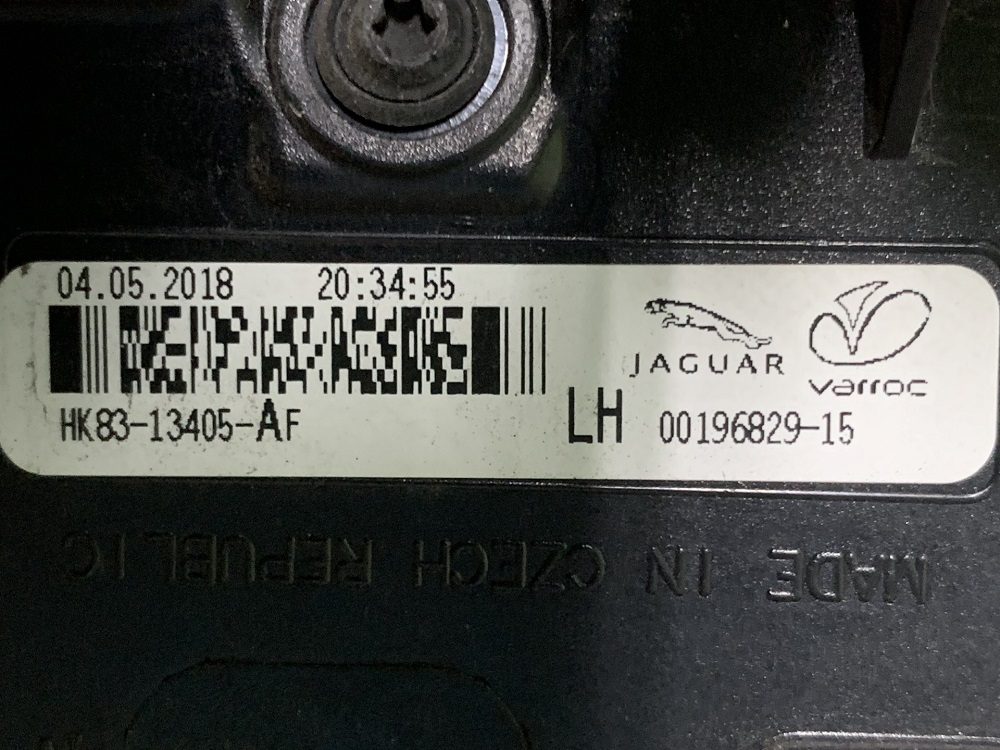 04.05.2018 20:34:55
JAGUAR
varroc
HK83-13405-AF LH 00196829-15
MADE IN CZECH REPUBLIC